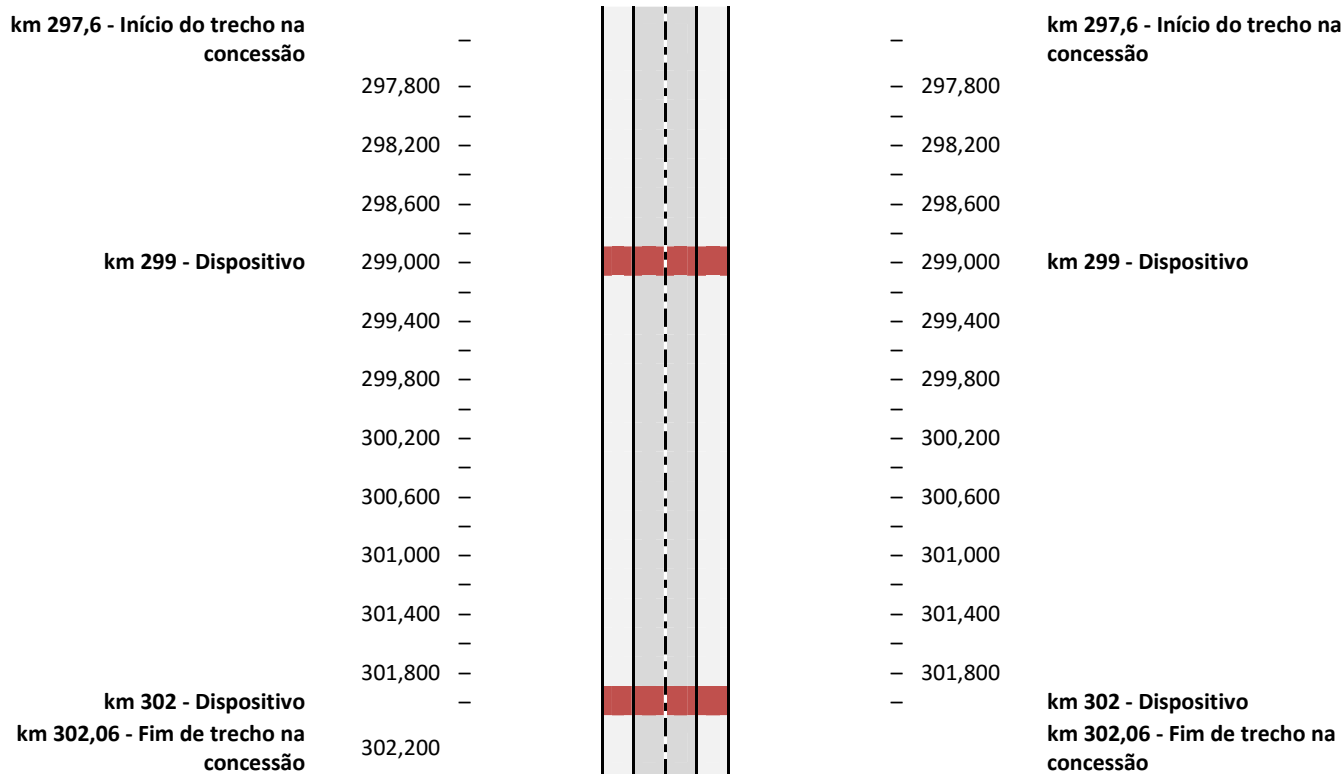 km 297,6 - Início do trecho na km 297,6 - Início do trecho na
concessão – – concessão
297,800 – – 297,800
– –
298,200 – – 298,200
– –
298,600 – – 298,600
– –
km 299 - Dispositivo 299,000 – – 299,000 km 299 - Dispositivo
– –
299,400 – – 299,400
– –
299,800 – – 299,800
– –
300,200 – – 300,200
– –
300,600 – – 300,600
– –
301,000 – – 301,000
– –
301,400 – – 301,400
– –
301,800 – – 301,800
km 302 - Dispositivo – – km 302 - Dispositivo
km 302,06 - Fim de trecho na km 302,06 - Fim de trecho na
concessão 302,200 concessão